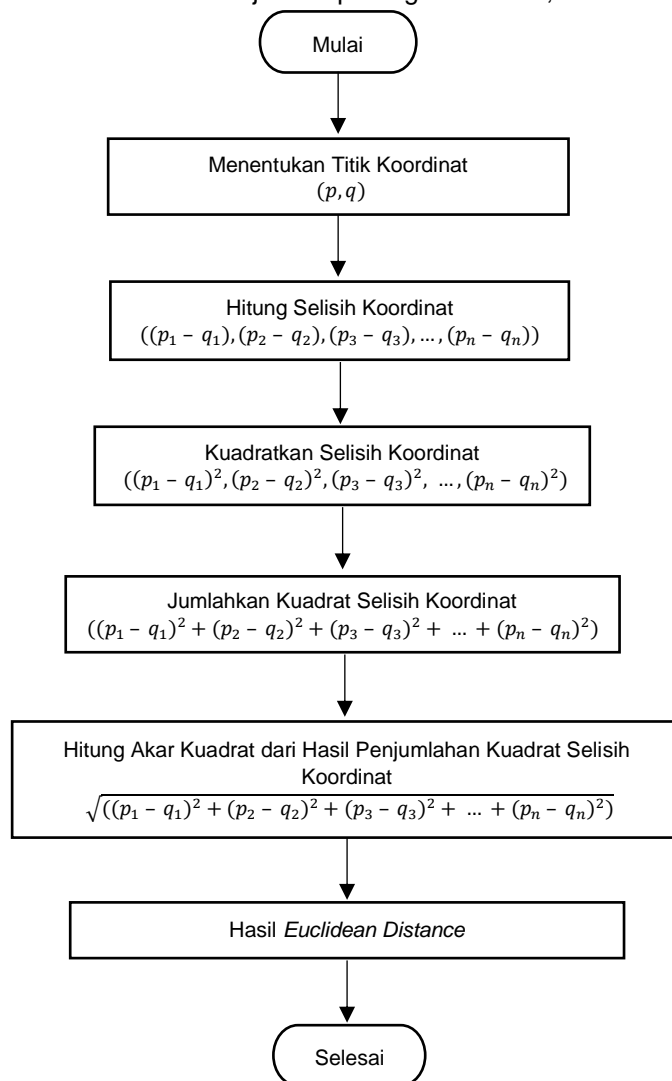 Mulai
Menentukan Titik Koordinat
(𝑝, 𝑞)
Hitung Selisih Koordinat
((𝑝₁ − 𝑞₁), (𝑝₂ − 𝑞₂), (𝑝₃ − 𝑞₃), … , (𝑝ₙ − 𝑞ₙ))
Kuadratkan Selisih Koordinat
((𝑝₁ − 𝑞₁)², (𝑝₂ − 𝑞₂)², (𝑝₃ − 𝑞₃)², … , (𝑝ₙ − 𝑞ₙ)²)
Jumlahkan Kuadrat Selisih Koordinat
((𝑝₁ − 𝑞₁)² + (𝑝₂ − 𝑞₂)² + (𝑝₃ − 𝑞₃)² + … + (𝑝ₙ − 𝑞ₙ)²)
Hitung Akar Kuadrat dari Hasil Penjumlahan Kuadrat Selisih
Koordinat
√((𝑝₁ − 𝑞₁)² + (𝑝₂ − 𝑞₂)² + (𝑝₃ − 𝑞₃)² + … + (𝑝ₙ − 𝑞ₙ)²)
Hasil Euclidean Distance
Selesai